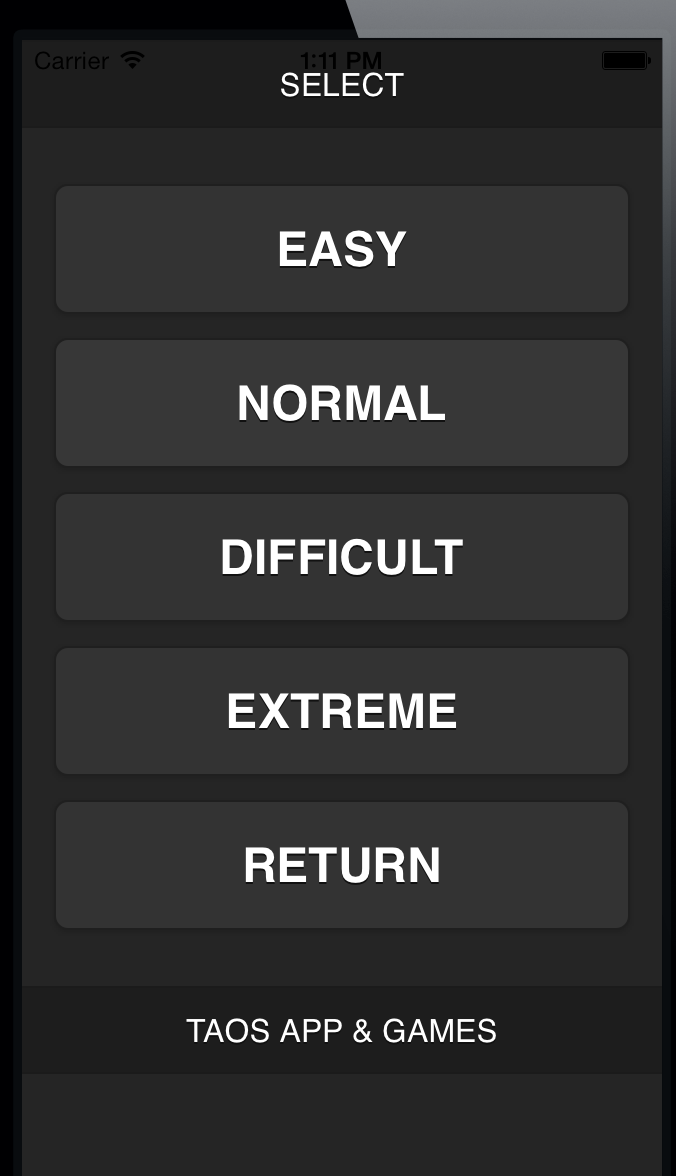 Carrier 1:11 PM
SELECT
EASY
NORMAL
DIFFICULT
EXTREME
RETURN
TAOS APP & GAMES